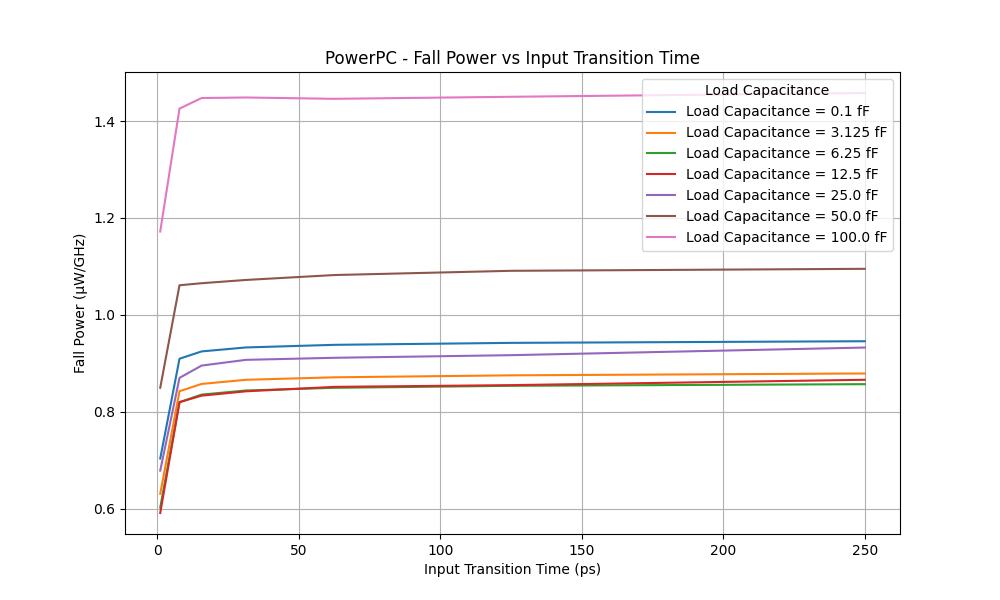 PowerPC - Fall Power vs Input Transition Time
Fall Power (µW/GHz)
1.4
1.2
1.0
0.8
0.6
Load Capacitance
Load Capacitance = 0.1 fF
Load Capacitance = 3.125 fF
Load Capacitance = 6.25 fF
Load Capacitance = 12.5 fF
Load Capacitance = 25.0 fF
Load Capacitance = 50.0 fF
Load Capacitance = 100.0 fF
0 50 100 150 200 250
Input Transition Time (ps)